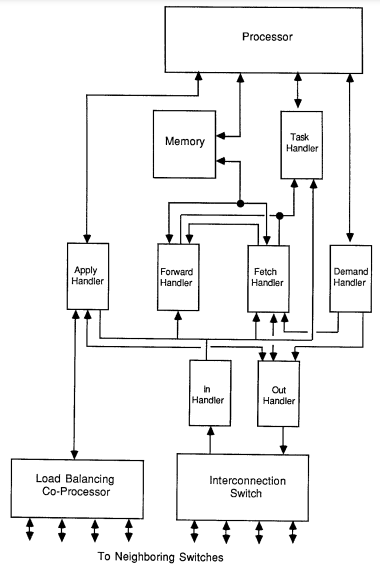 Processor
Memory
Task
Handler
Apply
Handler
Forward
Handler
Fetch
Handler
Demand
Handler
In
Handler
Out
Handler
Load Balancing
Co-Processor
Interconnection
Switch
To Neighboring Switches